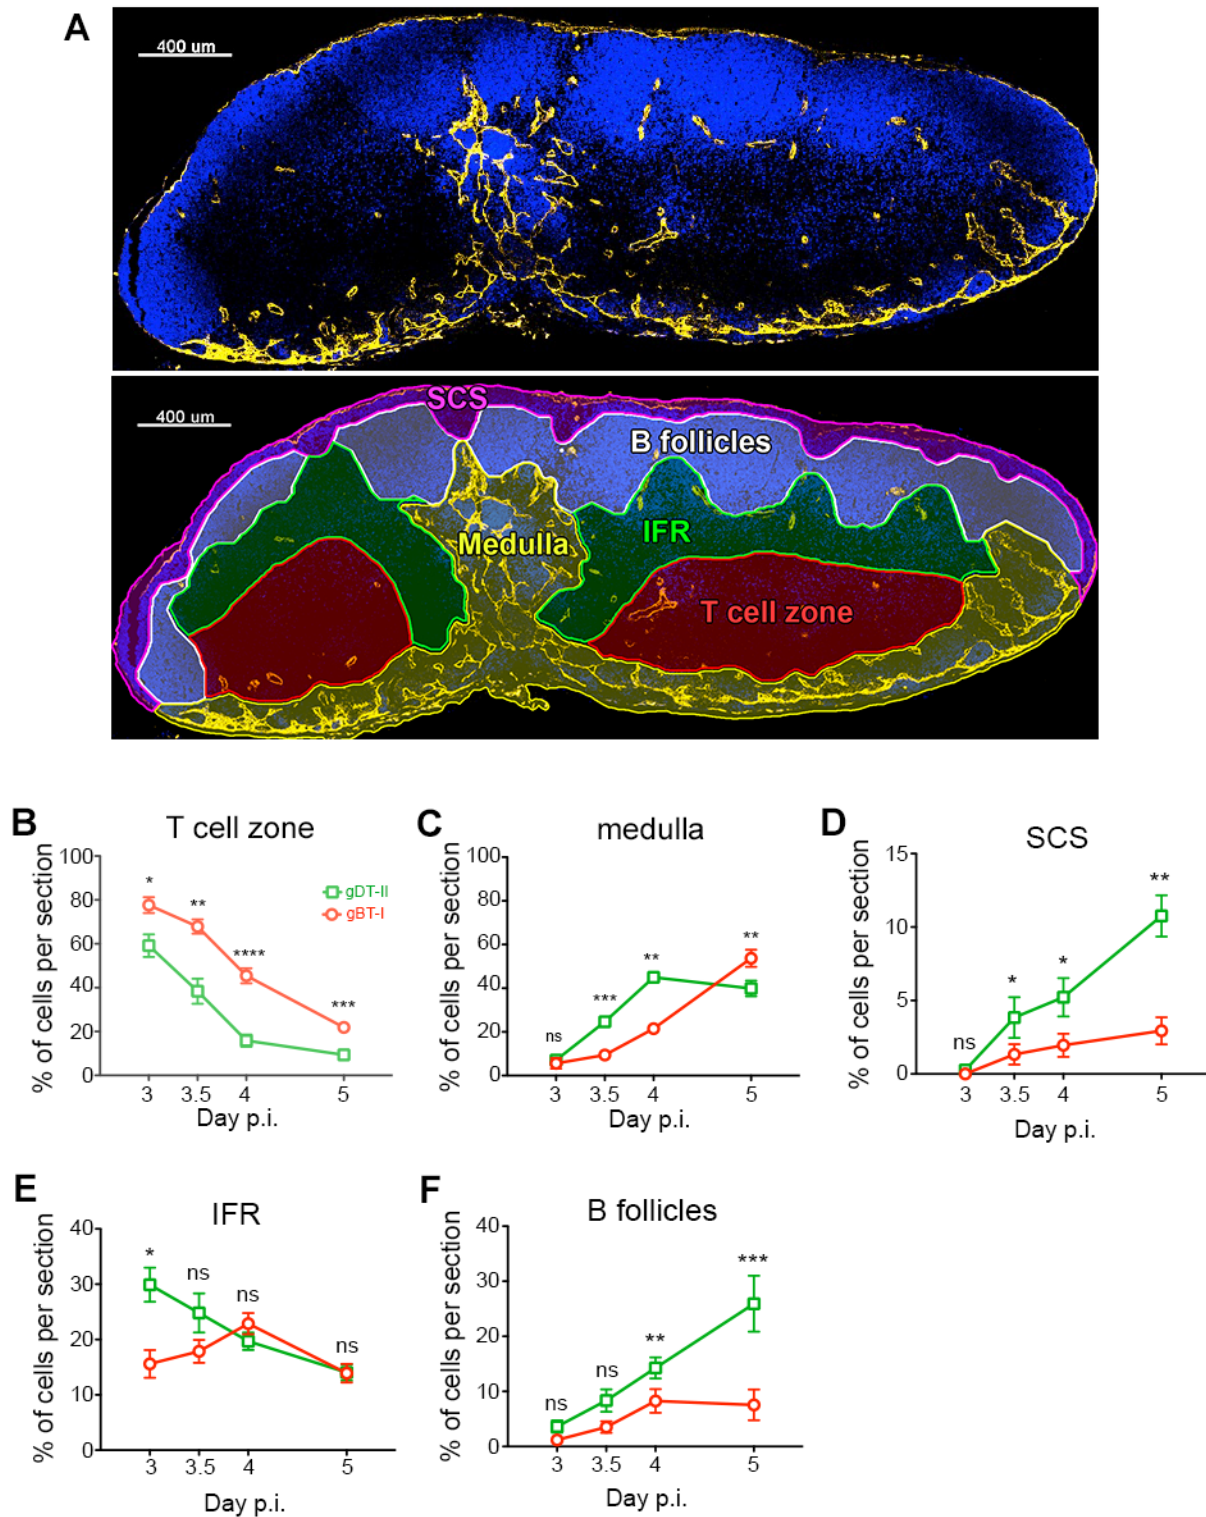 A
400 um
400 um
SCS
B follicles
IFR
Medulla
T cell zone
B
T cell zone
% of cells per section
100
80
60
40
20
0
*
**
****
***
gDT-II
gBT-I
3 3.5 4 5
Day p.i.
C
medulla
% of cells per section
100
80
60
40
20
0
ns
***
**
**
3 3.5 4 5
Day p.i.
D
SCS
% of cells per section
15
10
5
0
ns
*
*
**
3 3.5 4 5
Day p.i.
E
IFR
% of cells per section
40
30
20
10
0
*
ns
ns
ns
3 3.5 4 5
Day p.i.
F
B follicles
% of cells per section
40
30
20
10
0
ns
ns
**
***
3 3.5 4 5
Day p.i.